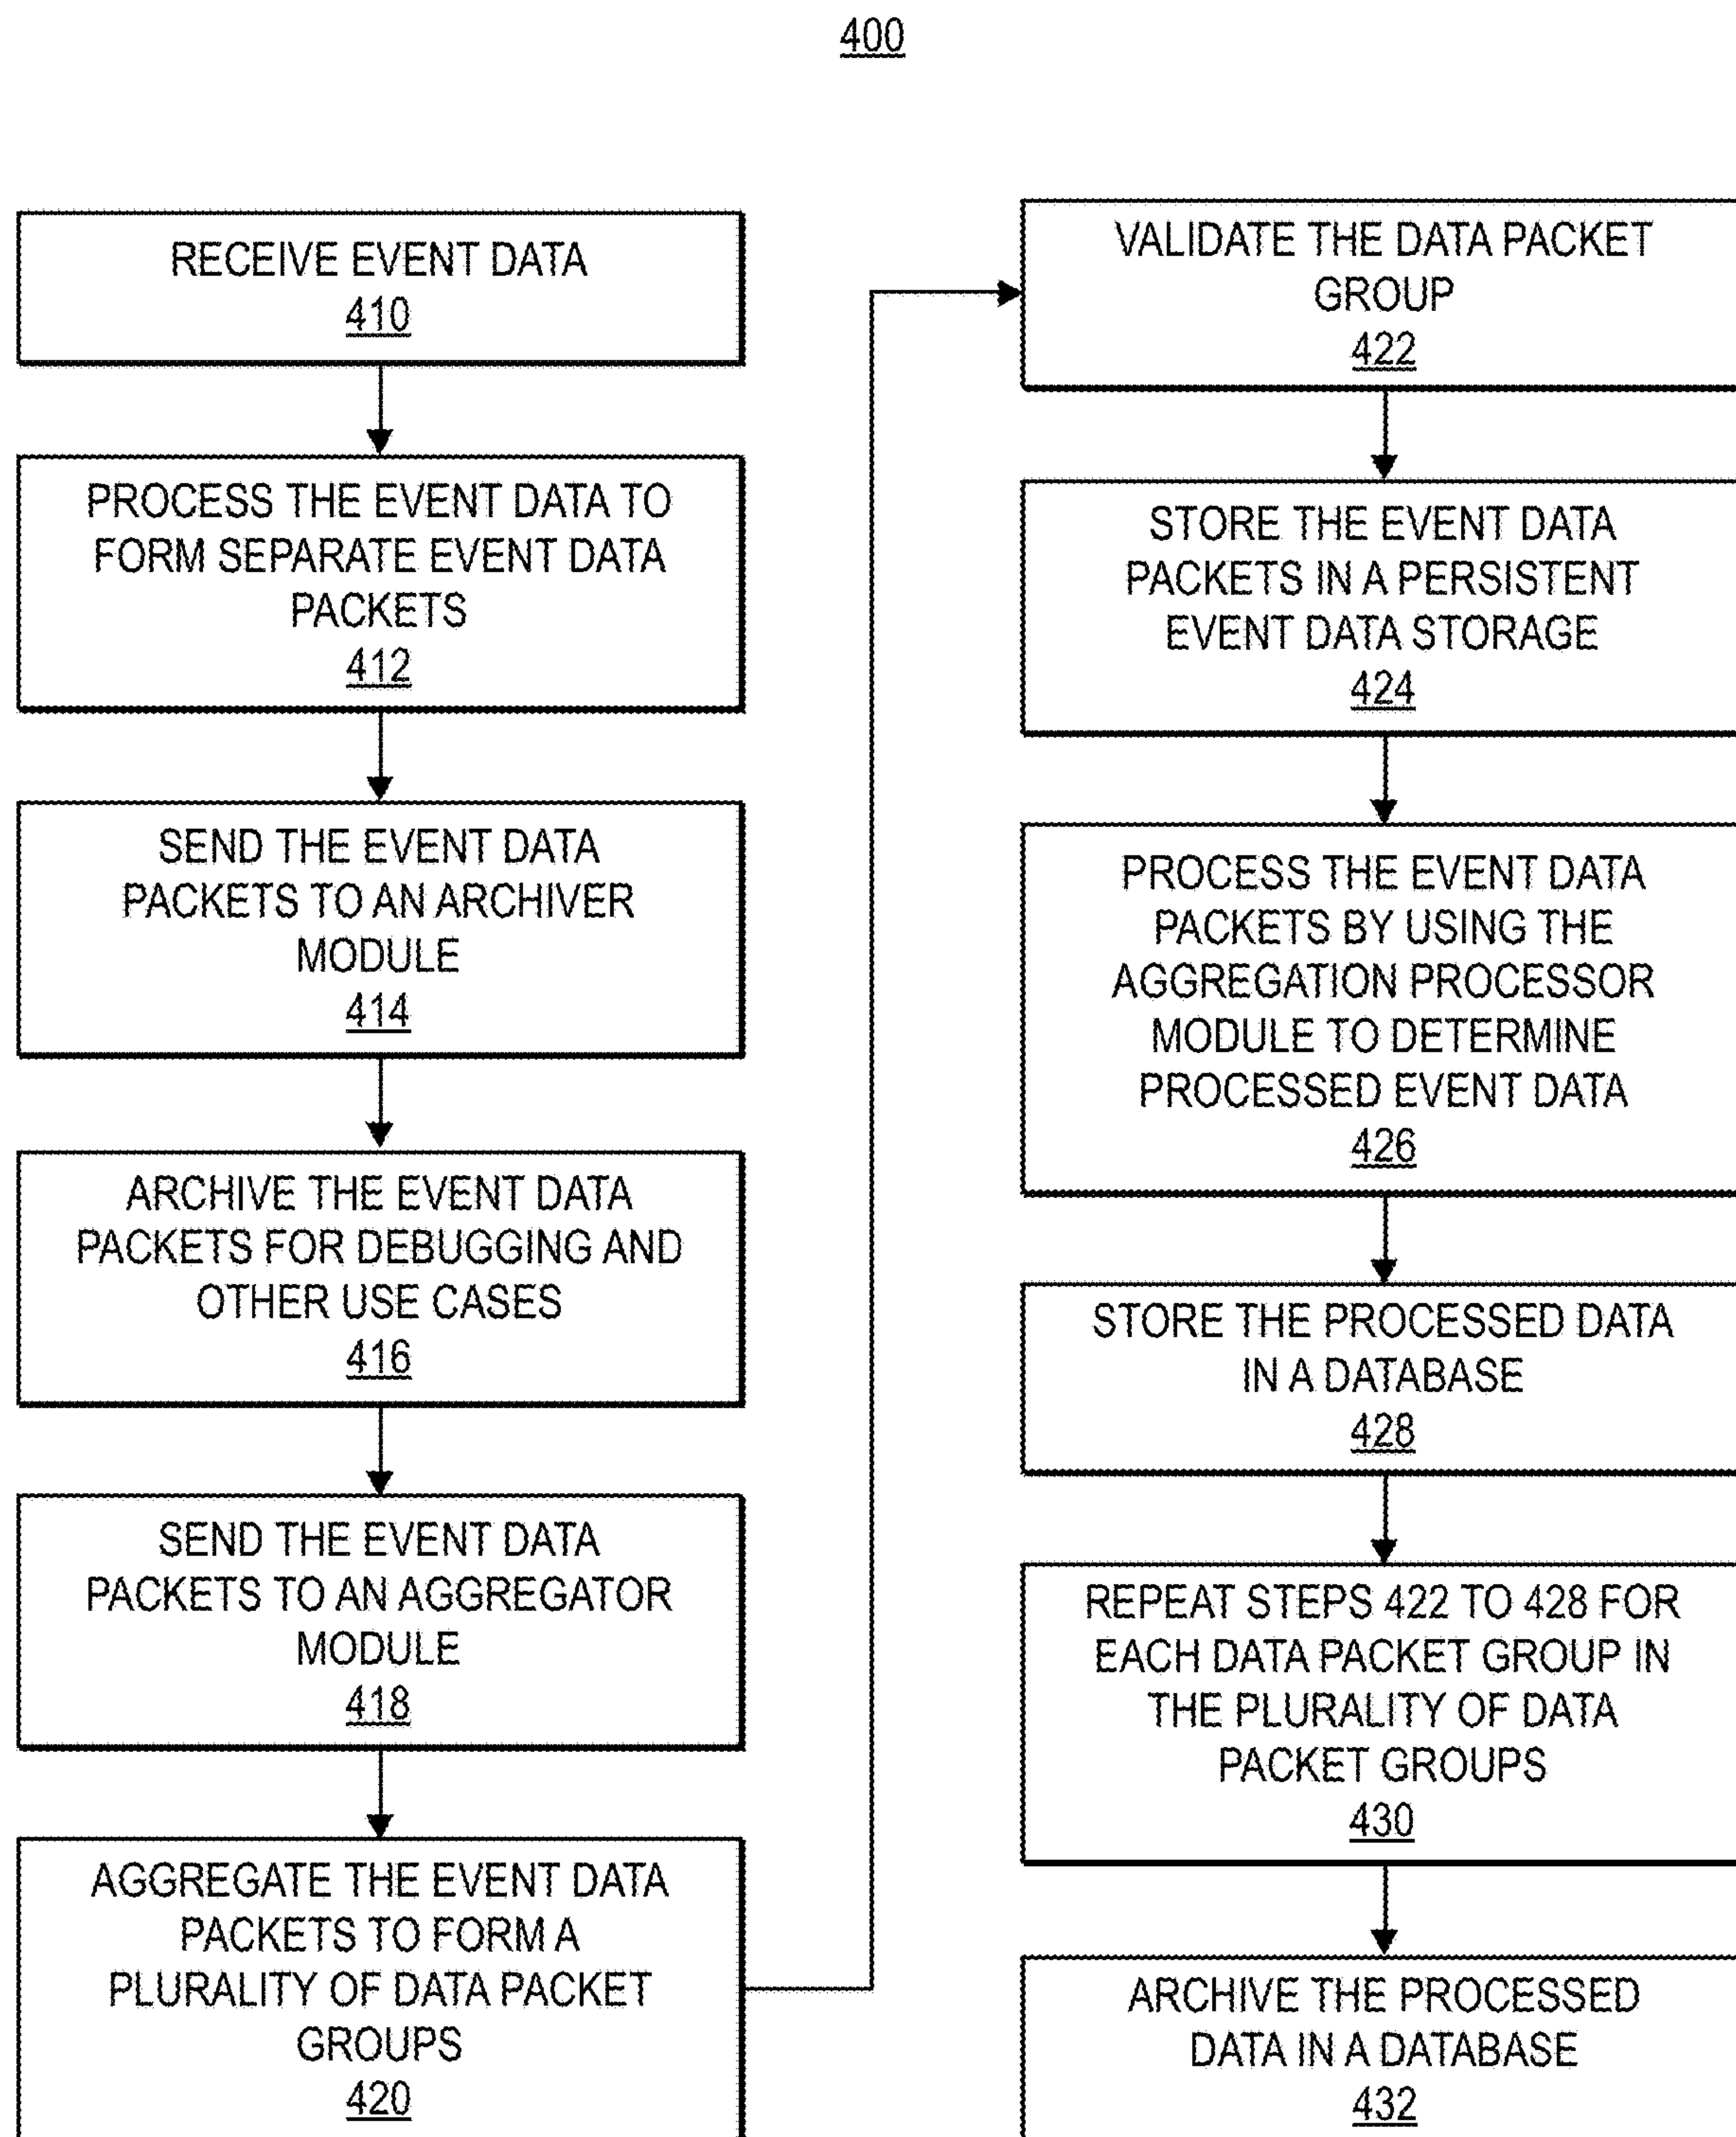 400
RECEIVE EVENT DATA
410
PROCESS THE EVENT DATA TO
FORM SEPARATE EVENT DATA
PACKETS
412
SEND THE EVENT DATA
PACKETS TO AN ARCHIVER
MODULE
414
ARCHIVE THE EVENT DATA
PACKETS FOR DEBUGGING AND
OTHER USE CASES
416
SEND THE EVENT DATA
PACKETS TO AN AGGREGATOR
MODULE
418
AGGREGATE THE EVENT DATA
PACKETS TO FORM A
PLURALITY OF DATA PACKET
GROUPS
420
VALIDATE THE DATA PACKET
GROUP
422
STORE THE EVENT DATA
PACKETS IN A PERSISTENT
EVENT DATA STORAGE
424
PROCESS THE EVENT DATA
PACKETS BY USING THE
AGGREGATION PROCESSOR
MODULE TO DETERMINE
PROCESSED EVENT DATA
426
STORE THE PROCESSED DATA
IN A DATABASE
428
REPEAT STEPS 422 TO 428 FOR
EACH DATA PACKET GROUP IN
THE PLURALITY OF DATA
PACKET GROUPS
430
ARCHIVE THE PROCESSED
DATA IN A DATABASE
432